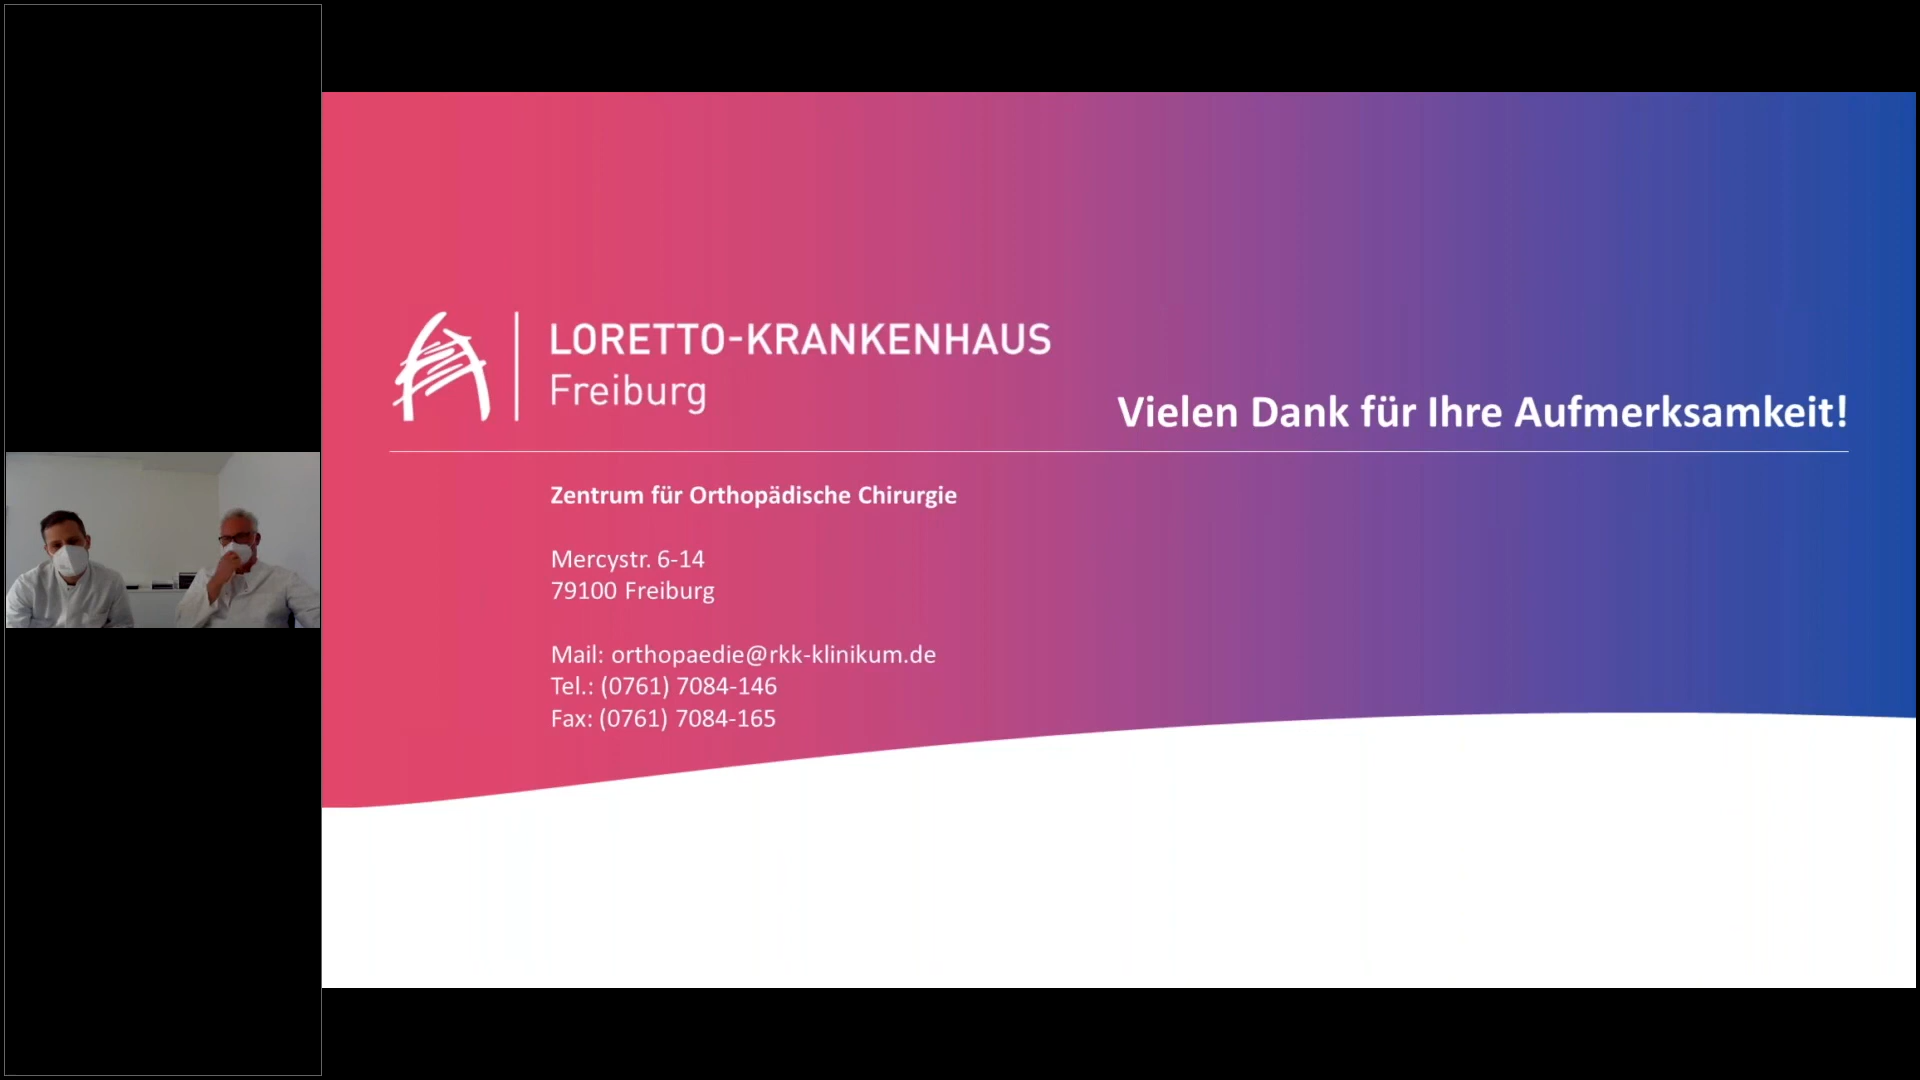 LORETTO-KRANKENHAUS
Freiburg
Vielen Dank für Ihre Aufmerksamkeit!
Zentrum für Orthopädische Chirurgie
Mercystr. 6-14
79100 Freiburg
Mail: orthopaedie@rkk-klinikum.de
Tel.: (0761) 7084-146
Fax: (0761) 7084-165